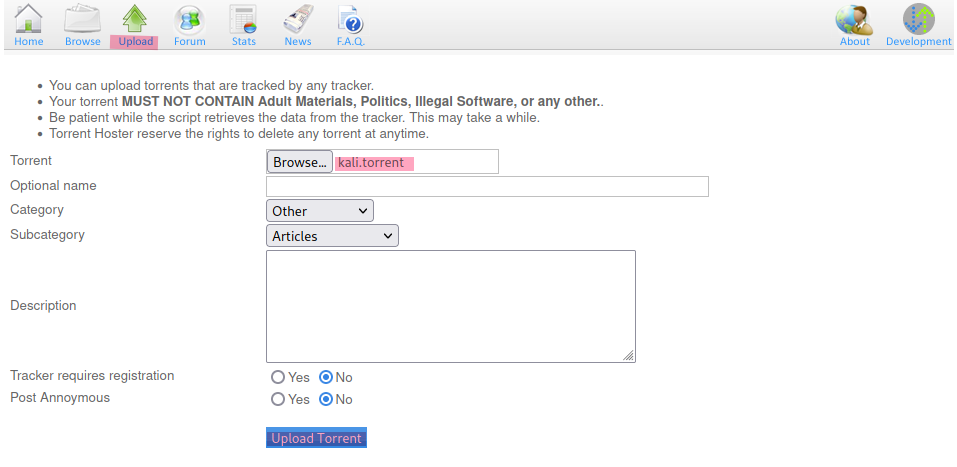 Home Browse Upload Forum Stats News F.A.Q. About Development
You can upload torrents that are tracked by any tracker.
Your torrent MUST NOT CONTAIN Adult Materials, Politics, Illegal Software, or any other..
Be patient while the script retrieves the data from the tracker. This may take a while.
Torrent Hoster reserve the rights to delete any torrent at anytime.
Torrent Browse... kali.torrent
Optional name
Category Other
Subcategory Articles
Description
Tracker requires registration Yes No
Post Annoymous Yes No
Upload Torrent